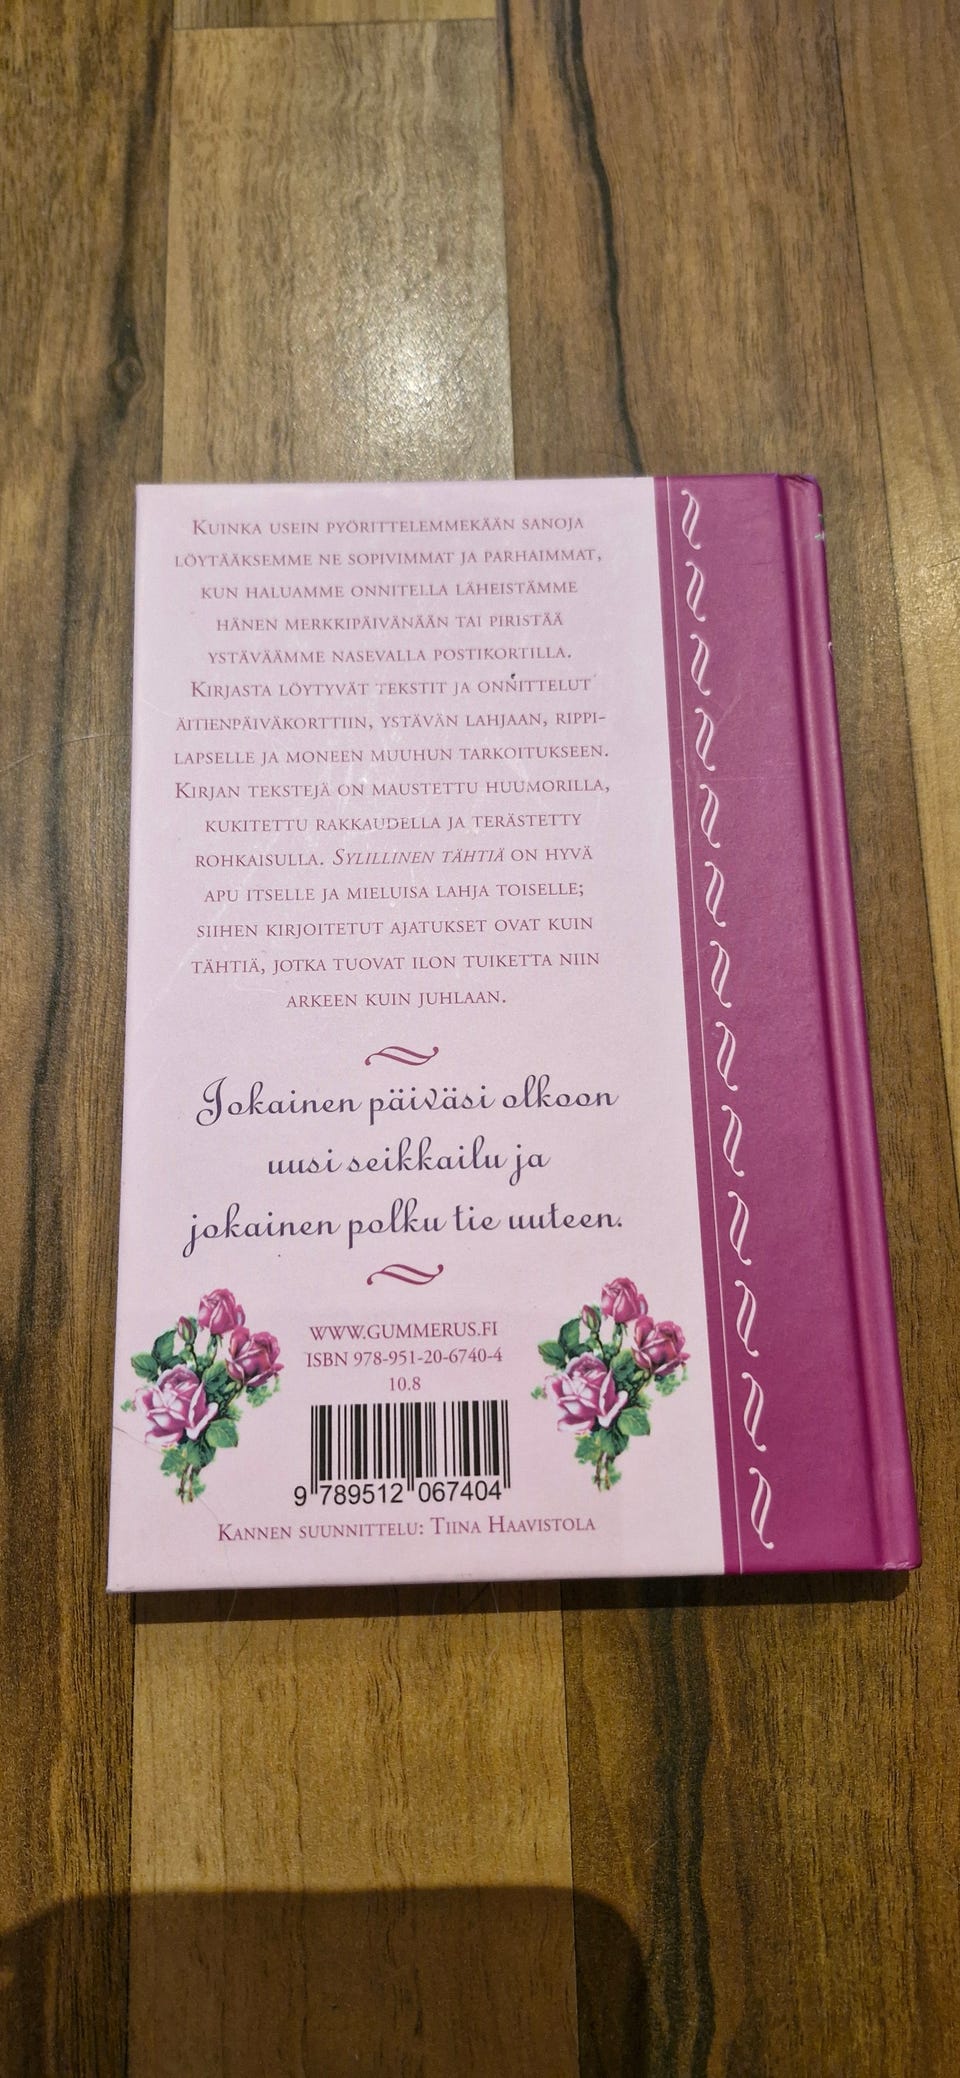 Kuinka usein pyörittelemmekään sanoja
löytääksemme ne sopivimmat ja parhaimmat,
kun haluamme onnitella läheistämme
hänen merkkipäivänään tai piristää
ystäväämme nasevalla postikortilla.
Kirjasta löytyvät tekstit ja onnittelut
äitienpäiväkorttiin, ystävän lahjaan, rippi-
lapselle ja moneen muuhun tarkoitukseen.
Kirjan tekstejä on maustettu huumorilla,
kukitettu rakkaudella ja terästetty
rohkaisulla. Sylillinen tähtiä on hyvä
apu itselle ja mieluisa lahja toiselle;
siihen kirjoitetut ajatukset ovat kuin
tähtiä, jotka tuovat ilon tuiketta niin
arkeen kuin juhlaan.
Jokainen päiväsi olkoon
uusi seikkailu ja
jokainen polku tie uuteen.
WWW.GUMMERUS.FI
ISBN 978-951-20-6740-4
10.8
9 789512 067404
Kannen suunnittelu: Tiina Haavistola